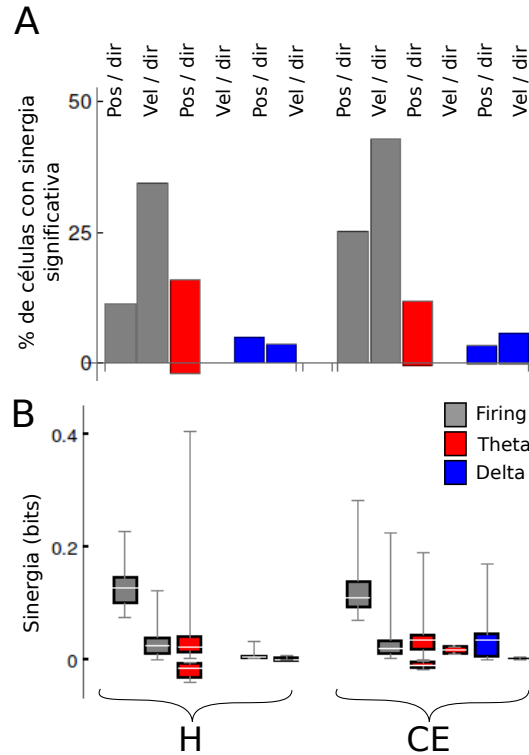 A
Pos / dir
Vel / dir
Pos / dir
Vel / dir
Pos / dir
Vel / dir
Pos / dir
Vel / dir
Pos / dir
Vel / dir
Pos / dir
Vel / dir
% de células con sinergia
significativa
50
25
0
B
Firing
Theta
Delta
Sinergia (bits)
0.4
0.2
0
H
CE